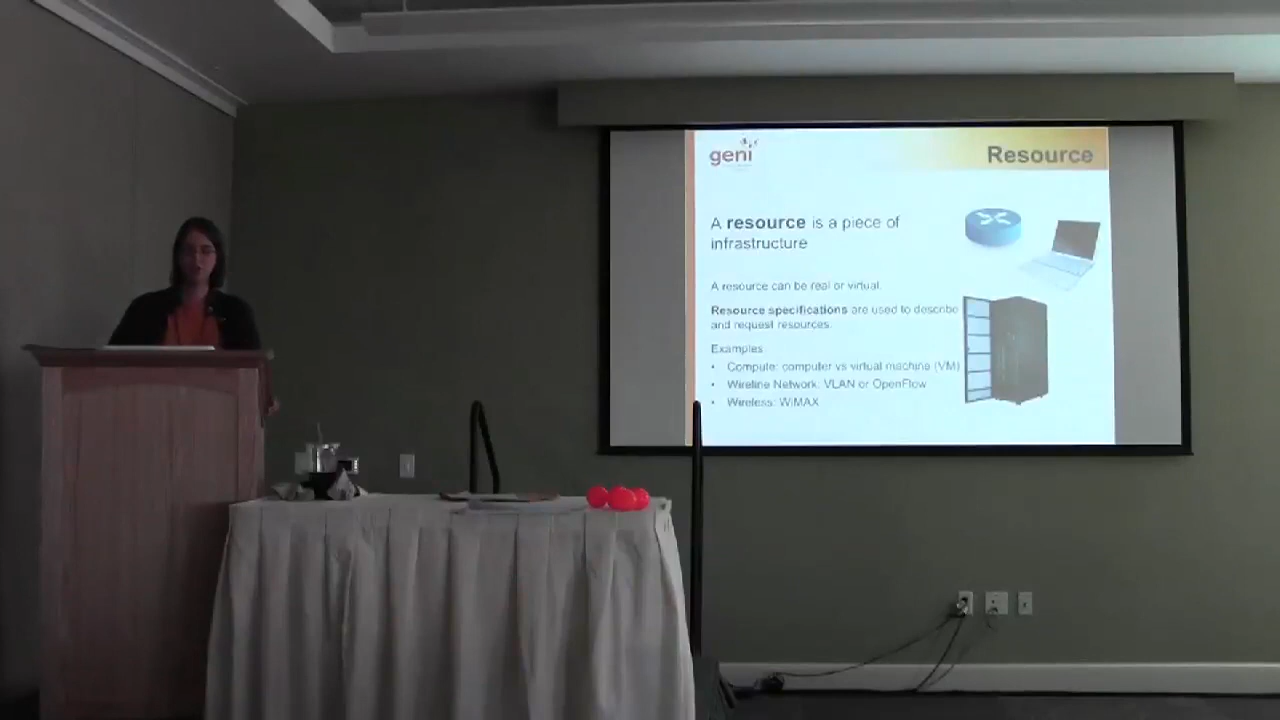 geni
Resource
A resource is a piece of
infrastructure
A resource can be real or virtual.
Resource specifications are used to describe
and request resources.
Examples
• Compute: computer vs virtual machine (VM)
• Wireline Network: VLAN or OpenFlow
• Wireless: WiMAX